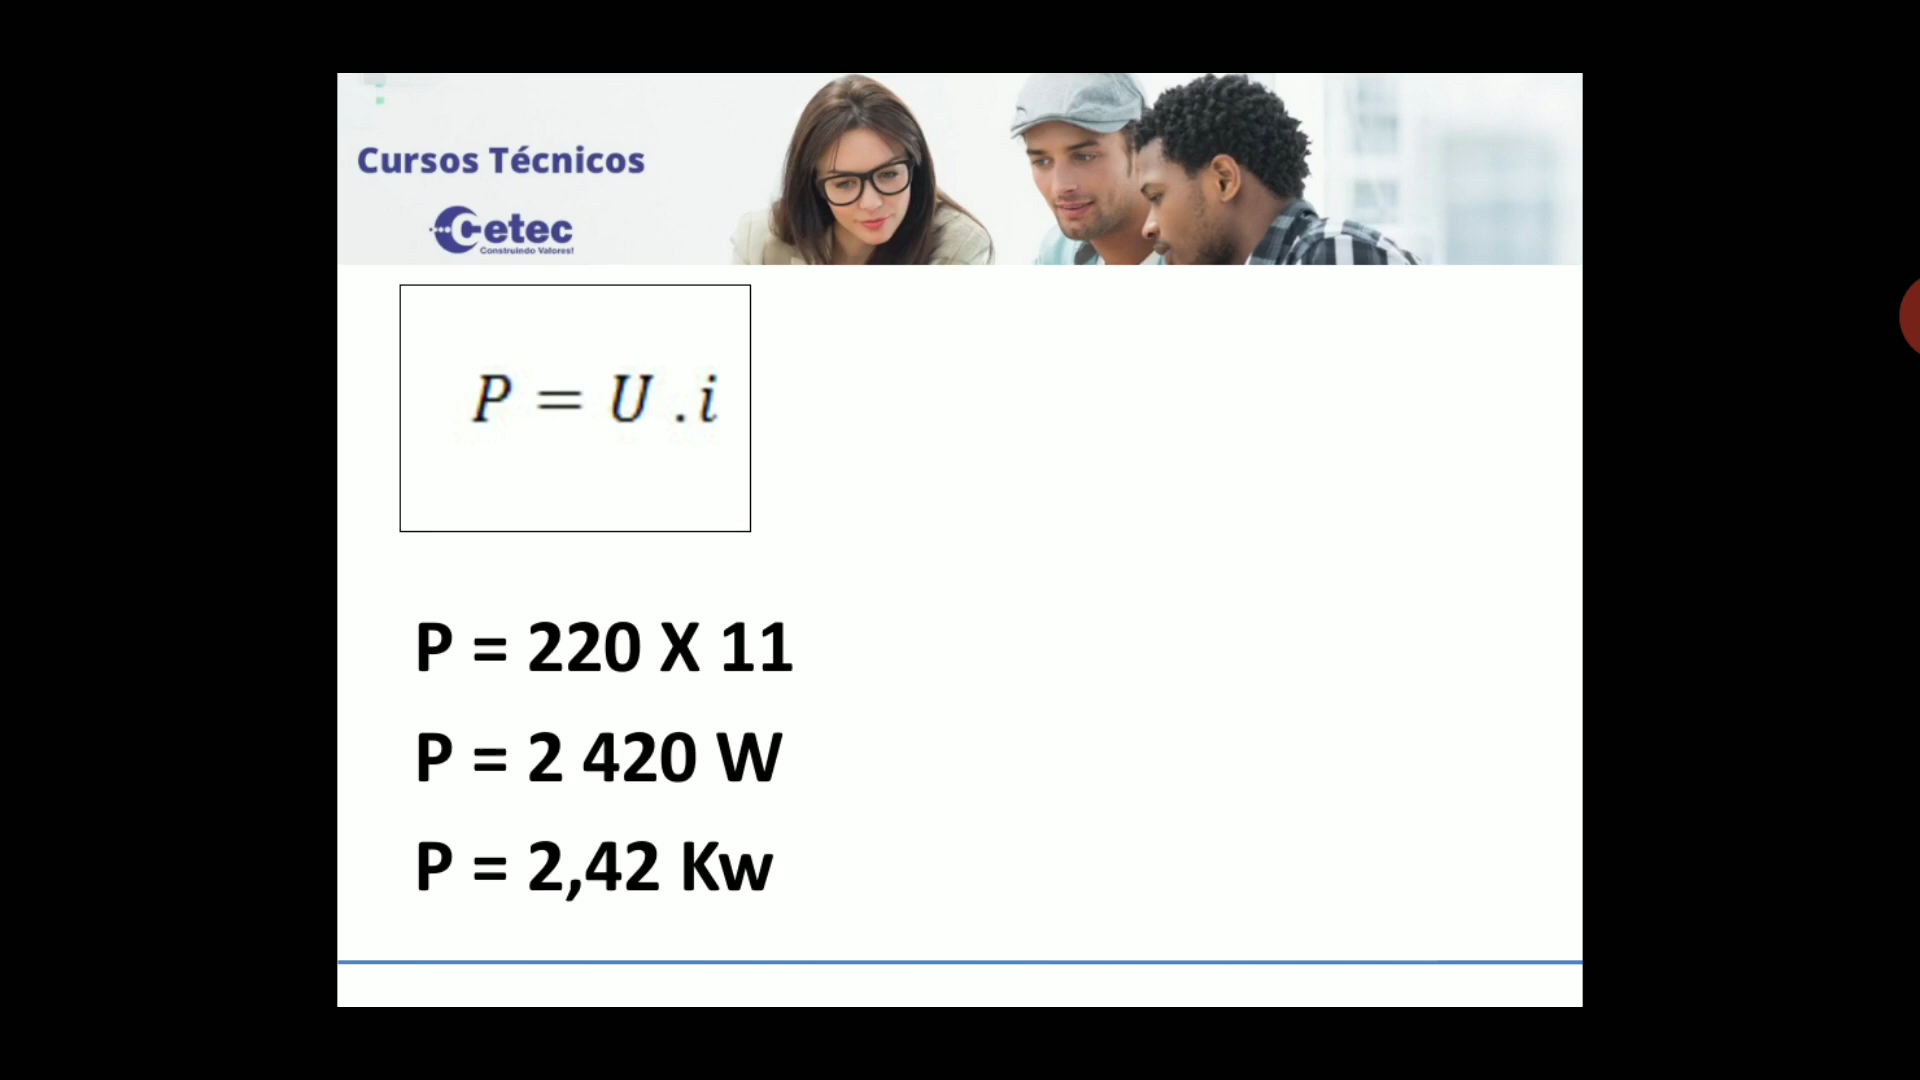 Cursos Técnicos
Cetec
Construindo Valores!
P = U . i
P = 220 X 11
P = 2 420 W
P = 2,42 Kw